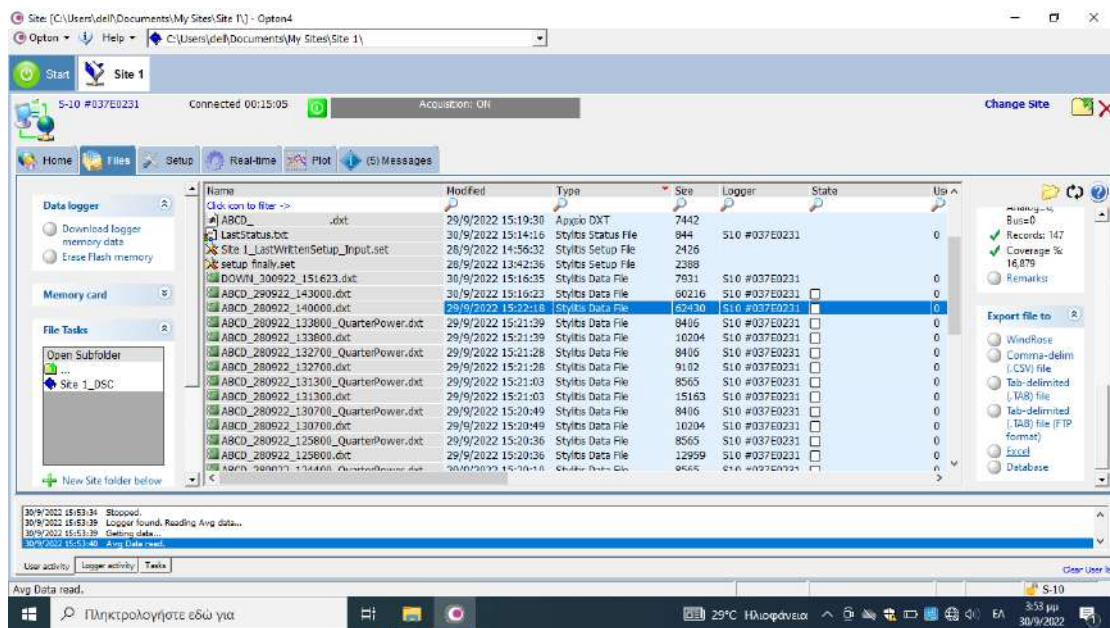 Site: [C:\Users\dell\Documents\My Sites\Site 1\] - Opton4
Opton Help C:\Users\dell\Documents\My Sites\Site 1\
Start Site 1
S-10 #037E0231 Connected 00:15:05 Acquisition: ON Change Site
Home Files Setup Real-time Plot (5) Messages
Data logger
Download logger memory data
Erase Flash memory
Memory card
File Tasks
Open Subfolder
...
Site 1_DSC
New Site folder below
Name Modified Type Size Logger State
Click icon to filter ->
ABCD_ .dxt 29/9/2022 15:19:30 Αρχείο DXT 7442
LastStatus.txt 30/9/2022 15:14:16 Stylitis Status File 844 S10 #037E0231 0
Site 1_LastWrittenSetup_Input.set 28/9/2022 14:56:32 Stylitis Setup File 2426
setup finally.set 28/9/2022 13:42:36 Stylitis Setup File 2388
DOWN_300922_151623.dxt 30/9/2022 15:16:35 Stylitis Data File 7931 S10 #037E0231 0
ABCD_290922_143000.dxt 30/9/2022 15:16:23 Stylitis Data File 60216 S10 #037E0231 0
ABCD_280922_140000.dxt 29/9/2022 15:22:18 Stylitis Data File 62430 S10 #037E0231 0
ABCD_280922_133800_QuarterPower.dxt 29/9/2022 15:21:39 Stylitis Data File 8406 S10 #037E0231 0
ABCD_280922_133800.dxt 29/9/2022 15:21:39 Stylitis Data File 10204 S10 #037E0231 0
ABCD_280922_132700_QuarterPower.dxt 29/9/2022 15:21:28 Stylitis Data File 8406 S10 #037E0231 0
ABCD_280922_132700.dxt 29/9/2022 15:21:28 Stylitis Data File 9102 S10 #037E0231 0
ABCD_280922_131300_QuarterPower.dxt 29/9/2022 15:21:03 Stylitis Data File 8565 S10 #037E0231 0
ABCD_280922_131300.dxt 29/9/2022 15:21:03 Stylitis Data File 15163 S10 #037E0231 0
ABCD_280922_130700_QuarterPower.dxt 29/9/2022 15:20:49 Stylitis Data File 8406 S10 #037E0231 0
ABCD_280922_130700.dxt 29/9/2022 15:20:49 Stylitis Data File 10204 S10 #037E0231 0
ABCD_280922_125800_QuarterPower.dxt 29/9/2022 15:20:36 Stylitis Data File 8565 S10 #037E0231 0
ABCD_280922_125800.dxt 29/9/2022 15:20:36 Stylitis Data File 12959 S10 #037E0231 0
Bus=0
Records: 147
Coverage %: 16,879
Remarks:
Export file to
WindRose
Comma-delim (.CSV) file
Tab-delimited (.TAB) file
Tab-delimited (.TAB) file (FTP format)
Excel
Database
30/9/2022 15:53:34 Stopped.
30/9/2022 15:53:39 Logger found. Reading Avg data...
30/9/2022 15:53:39 Getting data...
30/9/2022 15:53:40 Avg Data read.
User activity Logger activity Tasks
Clear User
Avg Data read. S-10
Πληκτρολογήστε εδώ για 29°C Ηλιοφάνεια ΕΛ 3:53 μμ
30/9/2022